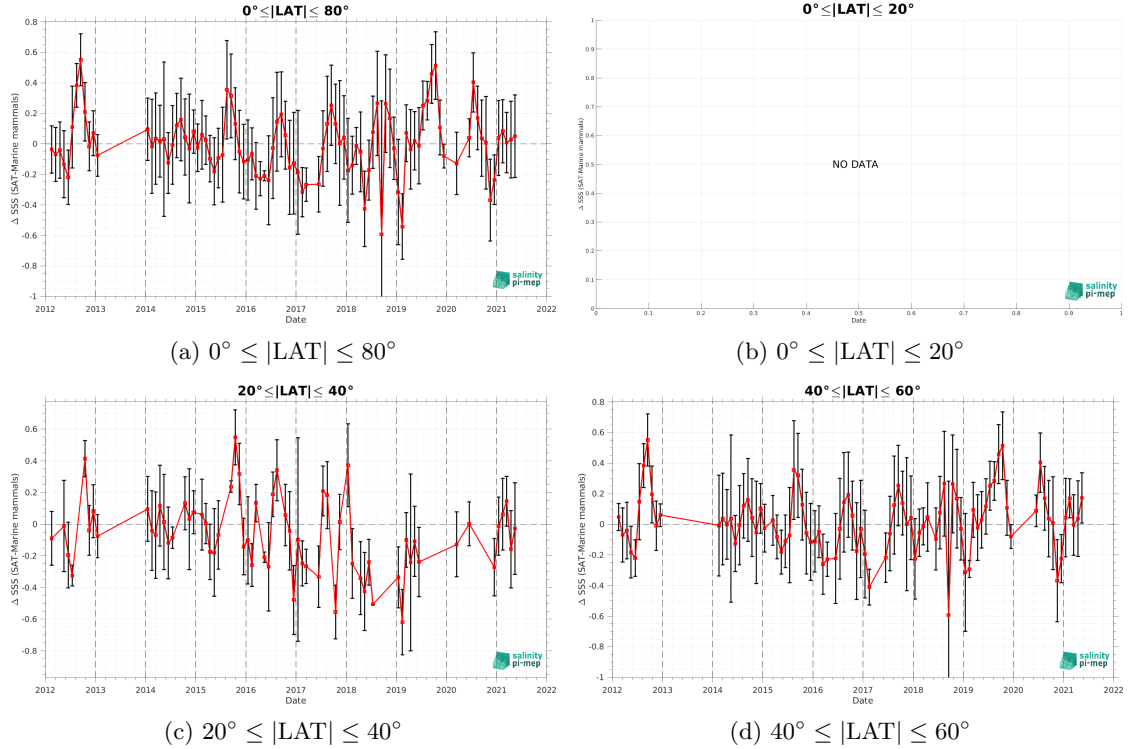 0°≤|LAT|≤ 80°
Δ SSS (SAT-Marine mammals)
0.8
0.6
0.4
0.2
0
-0.2
-0.4
-0.6
-0.8
-1
2012 2013 2014 2015 2016 2017 2018 2019 2020 2021 2022
Date
salinity
pi-mep
(a) 0° ≤ |LAT| ≤ 80°
0°≤|LAT|≤ 20°
Δ SSS (SAT-Marine mammals)
1
0.9
0.8
0.7
0.6
0.5
0.4
0.3
0.2
0.1
0
NO DATA
0 0.1 0.2 0.3 0.4 0.5 0.6 0.7 0.8 0.9 1
Date
salinity
pi-mep
(b) 0° ≤ |LAT| ≤ 20°
20°≤|LAT|≤ 40°
Δ SSS (SAT-Marine mammals)
0.6
0.4
0.2
0
-0.2
-0.4
-0.6
-0.8
2012 2013 2014 2015 2016 2017 2018 2019 2020 2021 2022
Date
salinity
pi-mep
(c) 20° ≤ |LAT| ≤ 40°
40°≤|LAT|≤ 60°
Δ SSS (SAT-Marine mammals)
0.8
0.6
0.4
0.2
0
-0.2
-0.4
-0.6
-0.8
-1
2012 2013 2014 2015 2016 2017 2018 2019 2020 2021 2022
Date
salinity
pi-mep
(d) 40° ≤ |LAT| ≤ 60°